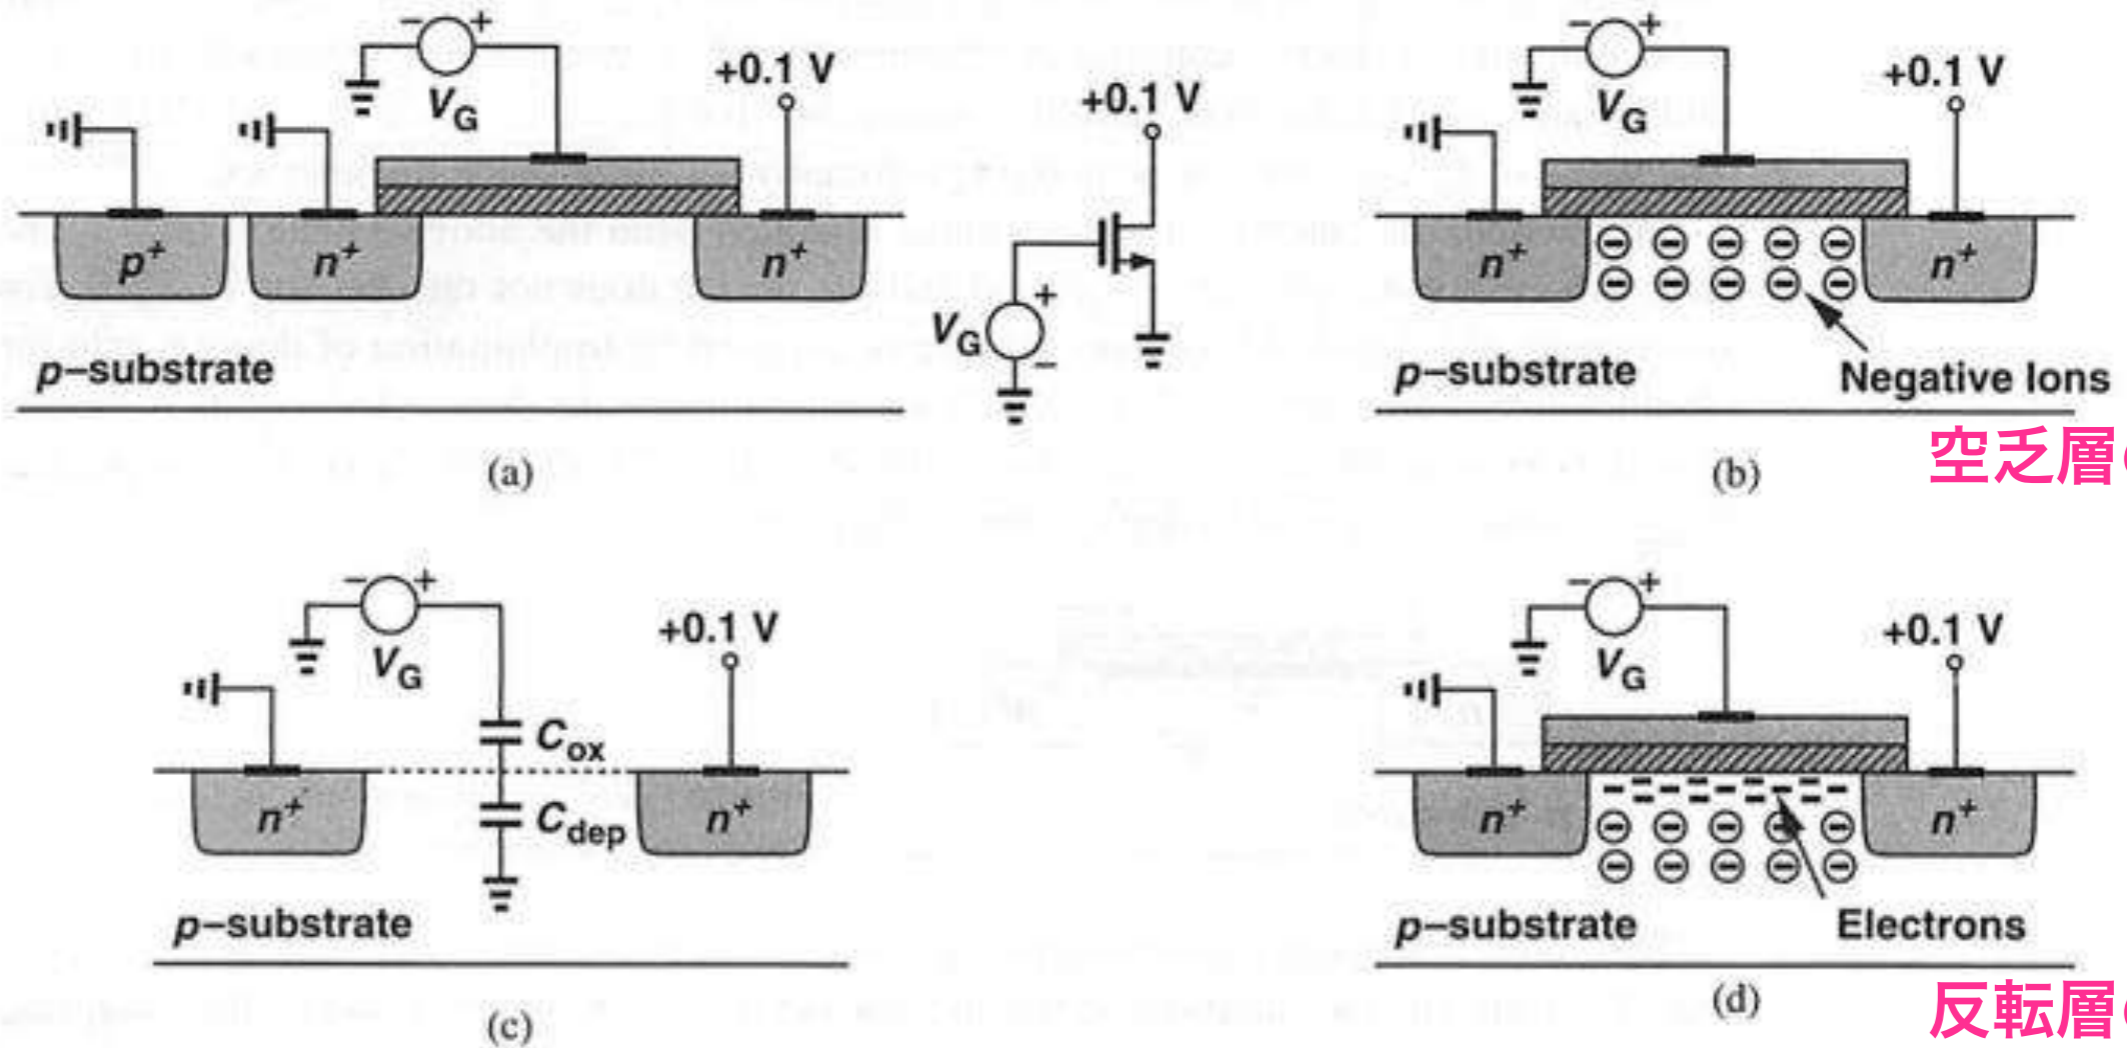 − +
V_G
+0.1 V
p⁺
n⁺
n⁺
p–substrate
(a)
+0.1 V
V_G
+
−
− +
V_G
+0.1 V
n⁺
n⁺
p–substrate
Negative Ions
(b)
空乏層
− +
V_G
+0.1 V
C_ox
C_dep
n⁺
n⁺
p–substrate
(c)
− +
V_G
+0.1 V
n⁺
n⁺
p–substrate
Electrons
(d)
反転層